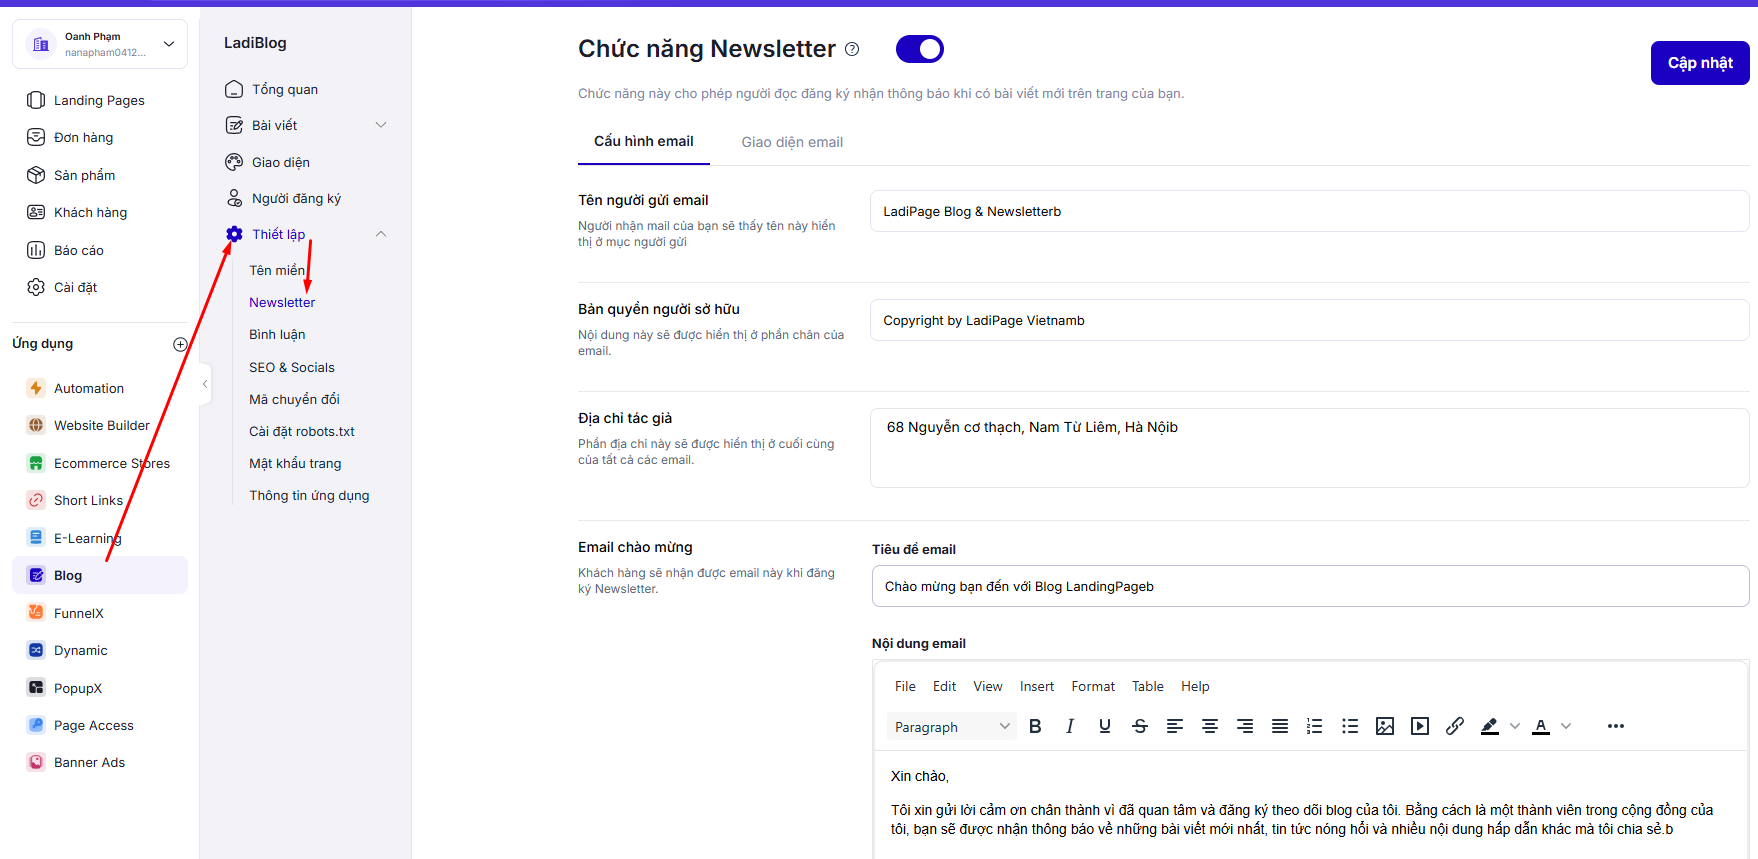 Oanh Phạm
nanapham0412...
Landing Pages
Đơn hàng
Sản phẩm
Khách hàng
Báo cáo
Cài đặt
Ứng dụng
Automation
Website Builder
Ecommerce Stores
Short Links
E-Learning
Blog
FunnelX
Dynamic
PopupX
Page Access
Banner Ads
LadiBlog
Tổng quan
Bài viết
Giao diện
Người đăng ký
Thiết lập
Tên miền
Newsletter
Bình luận
SEO & Socials
Mã chuyển đổi
Cài đặt robots.txt
Mật khẩu trang
Thông tin ứng dụng
Chức năng Newsletter
Cập nhật
Chức năng này cho phép người đọc đăng ký nhận thông báo khi có bài viết mới trên trang của bạn.
Cấu hình email
Giao diện email
Tên người gửi email
Người nhận mail của bạn sẽ thấy tên này hiển
thị ở mục người gửi
LadiPage Blog & Newsletterb
Bản quyền người sở hữu
Nội dung này sẽ được hiển thị ở phần chân của
email.
Copyright by LadiPage Vietnamb
Địa chỉ tác giả
Phần địa chỉ này sẽ được hiển thị ở cuối cùng
của tất cả các email.
68 Nguyễn cơ thạch, Nam Từ Liêm, Hà Nộib
Email chào mừng
Khách hàng sẽ nhận được email này khi đăng
ký Newsletter.
Tiêu đề email
Chào mừng bạn đến với Blog LandingPageb
Nội dung email
File Edit View Insert Format Table Help
Paragraph
Xin chào,
Tôi xin gửi lời cảm ơn chân thành vì đã quan tâm và đăng ký theo dõi blog của tôi. Bằng cách là một thành viên trong cộng đồng của
tôi, bạn sẽ được nhận thông báo về những bài viết mới nhất, tin tức nóng hổi và nhiều nội dung hấp dẫn khác mà tôi chia sẻ.b